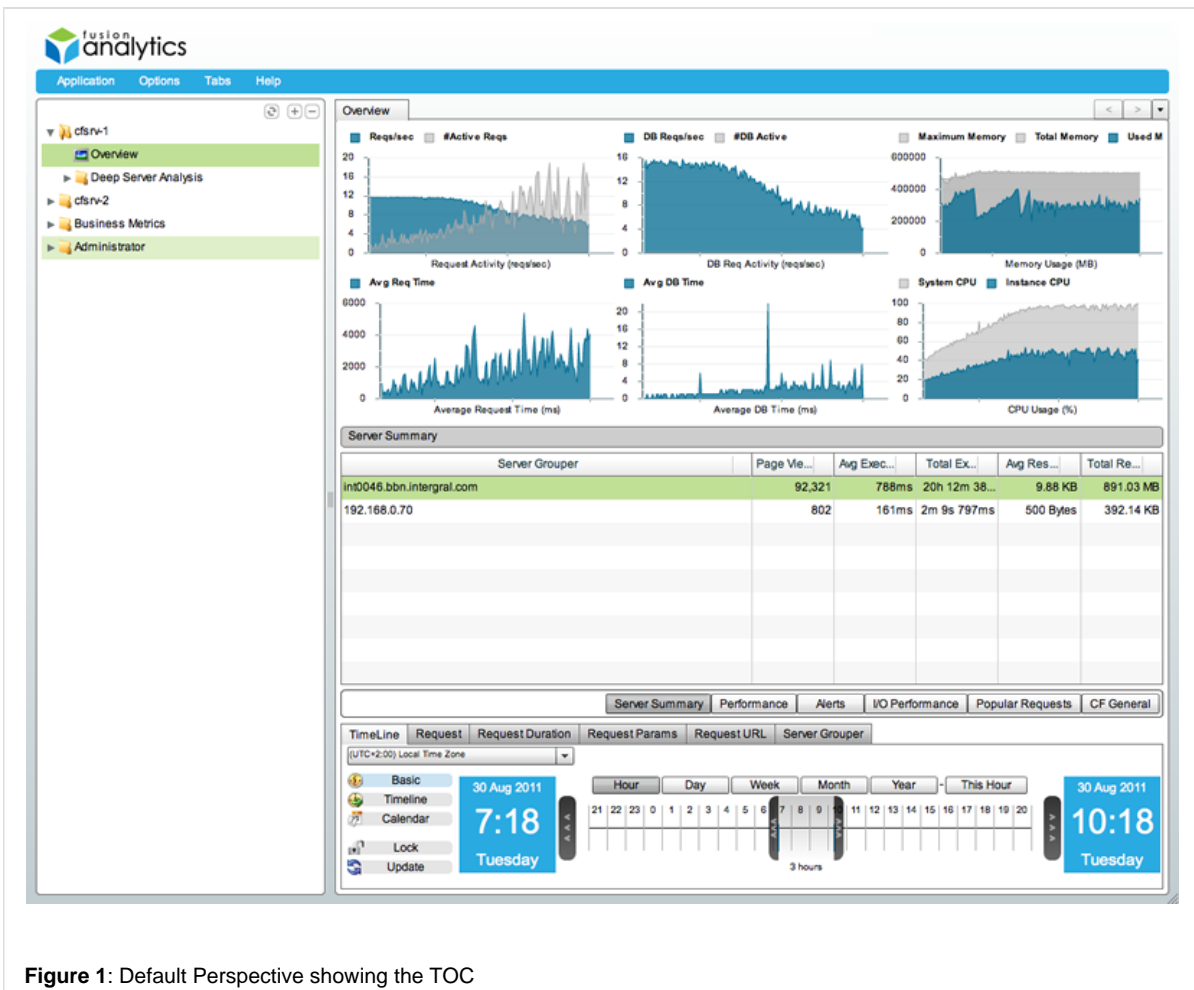 fusion
analytics
Application Options Tabs Help
cfsrv-1
Overview
Deep Server Analysis
cfsrv-2
Business Metrics
Administrator
Overview
< >
Reqs/sec #Active Reqs
20
16
12
8
4
0
Request Activity (reqs/sec)
DB Reqs/sec #DB Active
16
12
8
4
0
DB Req Activity (reqs/sec)
Maximum Memory Total Memory Used M
600000
400000
200000
0
Memory Usage (MB)
Avg Req Time
6000
4000
2000
0
Average Request Time (ms)
Avg DB Time
20
16
12
8
4
0
Average DB Time (ms)
System CPU Instance CPU
100
80
60
40
20
0
CPU Usage (%)
Server Summary
Server Grouper Page Vie... Avg Exec... Total Ex... Avg Res... Total Re...
int0046.bbn.intergral.com 92,321 788ms 20h 12m 38... 9.88 KB 891.03 MB
192.168.0.70 802 161ms 2m 9s 797ms 500 Bytes 392.14 KB
Server Summary Performance Alerts I/O Performance Popular Requests CF General
TimeLine Request Request Duration Request Params Request URL Server Grouper
(UTC+2:00) Local Time Zone
Basic
Timeline
Calendar
Lock
Update
30 Aug 2011
7:18
Tuesday
Hour Day Week Month Year - This Hour
21 22 23 0 1 2 3 4 5 6 7 8 9 10 11 12 13 14 15 16 17 18 19 20
3 hours
30 Aug 2011
10:18
Tuesday
Figure 1: Default Perspective showing the TOC